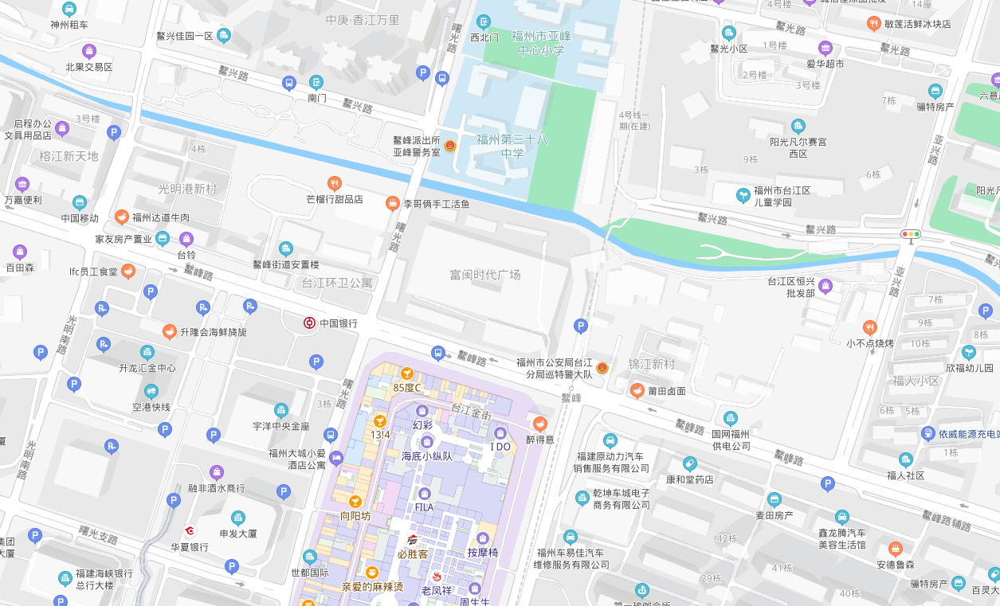 神州租车
北果交易区
鳌兴佳园一区
中庚·香江万里
曙光路
西北门
福州市亚峰
中心小学
4号楼
14座
鳌光路
敏莲活鲜冰块店
鳌光小区
1号楼
爱华超市
鳌光路
2号楼
3号楼
鳌兴路
南门
鳌兴路
7栋
骊特房产
启程办公
文具用品店
3号楼
榕江新天地
4栋
4号线一
期(在建)
鳌峰派出所
亚峰警务室
福州第三十八
中学
阳光凡尔赛宫
西区
亚兴路
9栋
3栋
6栋
万嘉便利
光明港新村
芒榴行甜品店
福州市台江区
儿童学园
中国移动
福州达道牛肉
李哥俩手工活鱼
鳌兴路
鳌兴路
家友房产置业
台铃
曙光路
百田森
鳌峰街道安置楼
lfc员工食堂
鳌峰路
台江环卫公寓
富闽时代广场
台江区恒兴
批发部
亚兴路
7栋
9栋
8栋
10栋
小不点烧烤
升隆会海鲜旖旎
中国银行
光明南路
升龙汇金中心
鳌峰路
福州市公安局台江
分局巡特警大队
锦江新村
欣福幼儿园
福人小区
85度C
莆田卤面
鳌峰
空港快线
曙光路
3栋
宇洋中央金座
台江金街
幻彩
13!4
I DO
醉得意
鳌峰路
国网福州
供电公司
6栋
5栋
依威能源充电站
1栋
海底小纵队
福州大城小爱
酒店公寓
福建原动力汽车
销售服务有限公司
康和堂药店
鳌峰路
福人社区
光明南路
融非酒水商行
FILA
乾坤车城电子
商务有限公司
向阳坊
麦田房产
鳌峰路辅路
曙光支路
申发大厦
华夏银行
必胜客
按摩椅
福州车易佳汽车
维修服务有限公司
42栋
鑫龙腾汽车
美容生活馆
安德鲁森
世都国际
41栋
29栋
40栋
福建海峡银行
总行大楼
亲爱的麻辣烫
老凤祥
周生生
骊特房产